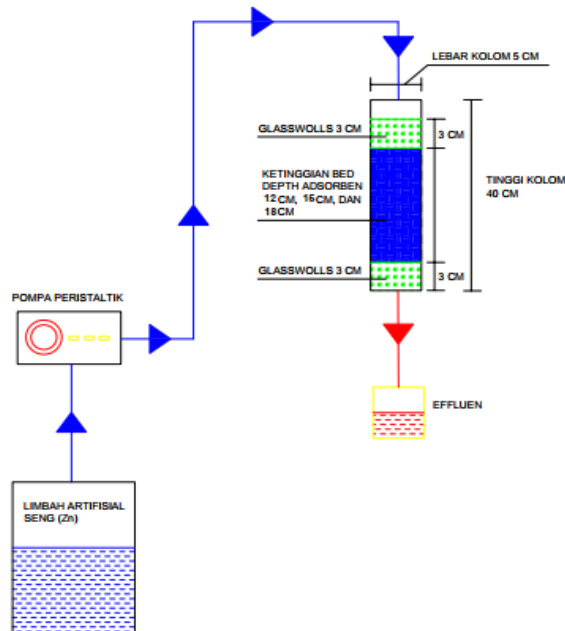 LEBAR KOLOM 5 CM
GLASSWOLLS 3 CM
3 CM
KETINGGIAN BED
DEPTH ADSORBEN
12CM, 15CM, DAN
18CM
TINGGI KOLOM
40 CM
GLASSWOLLS 3 CM
3 CM
POMPA PERISTALTIK
EFFLUEN
LIMBAH ARTIFISIAL
SENG (Zn)